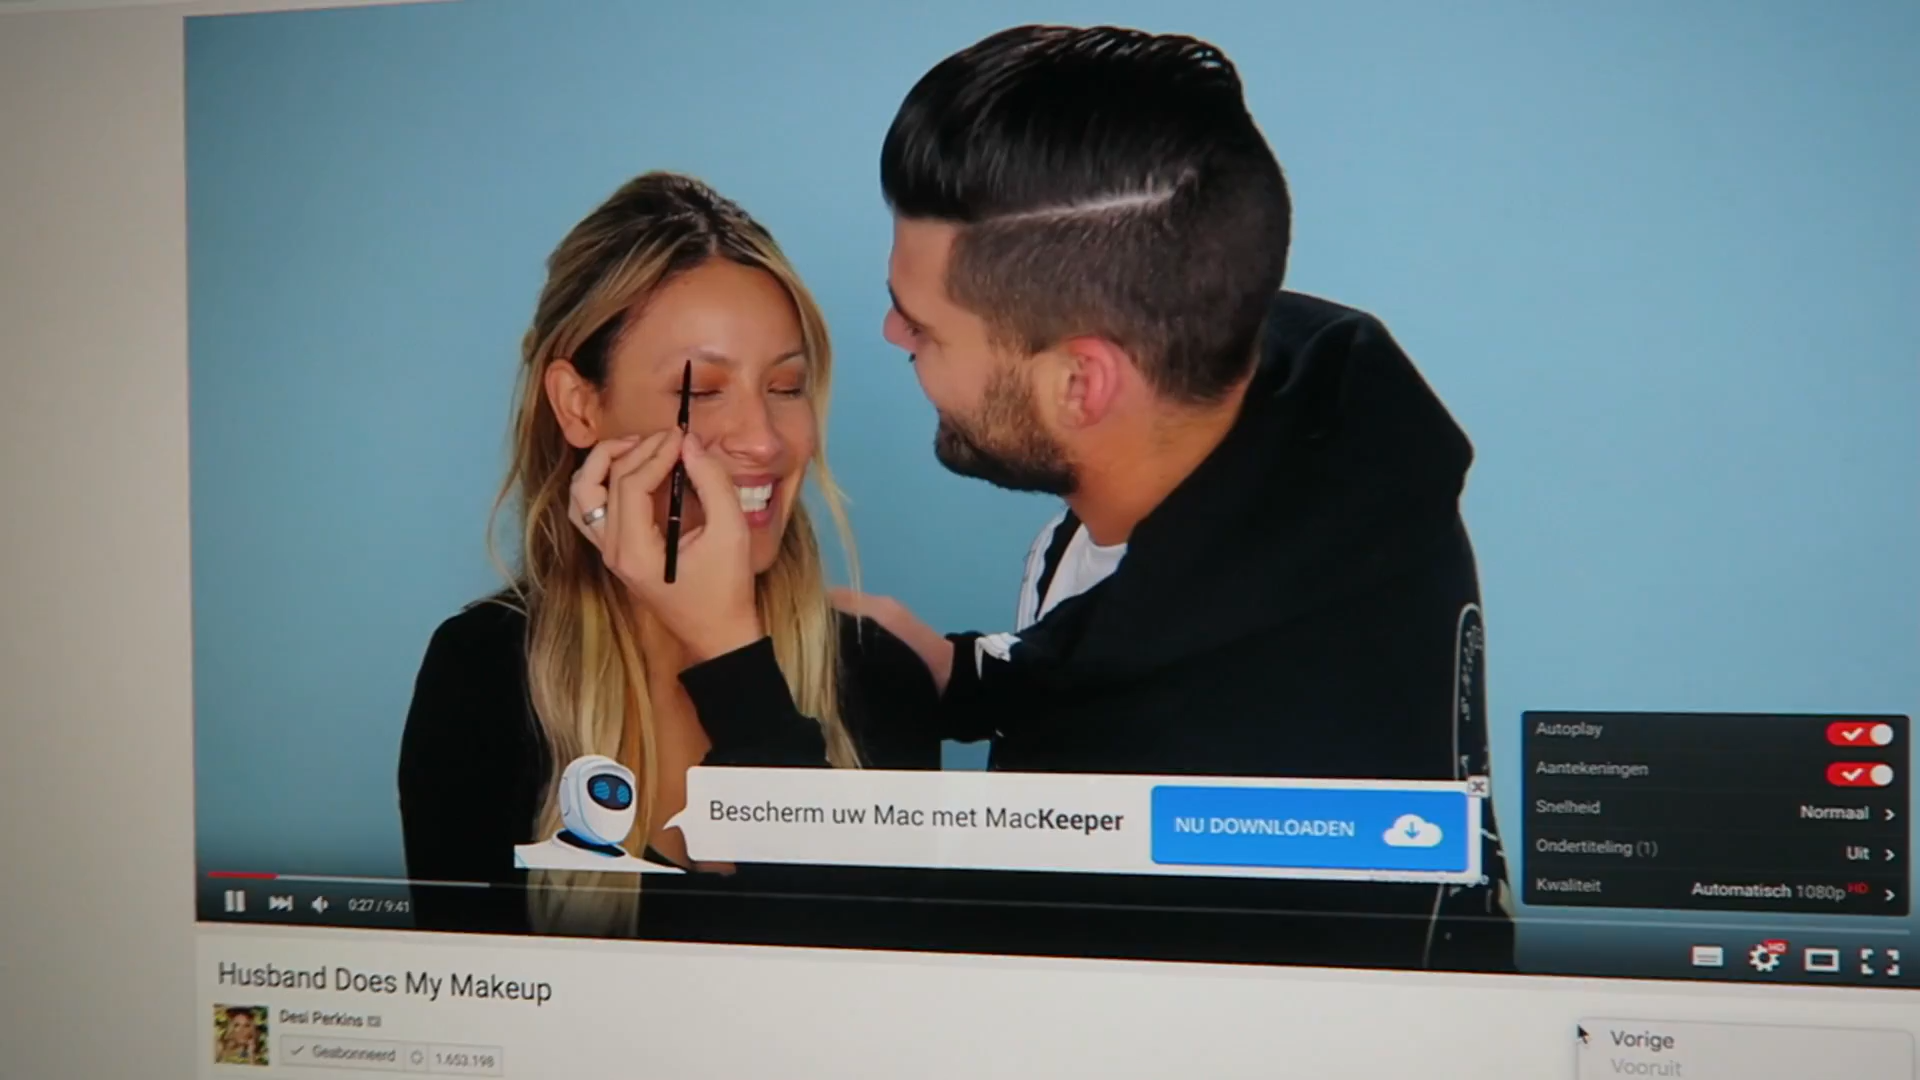 Autoplay
Aantekeningen
Snelheid Normaal
Ondertiteling (1) Uit
Kwaliteit Automatisch 1080p HD
Bescherm uw Mac met MacKeeper
NU DOWNLOADEN
0:27 / 9:41
HD
Husband Does My Makeup
Desi Perkins
Geabonneerd 1.653.198
Vorige
Vooruit